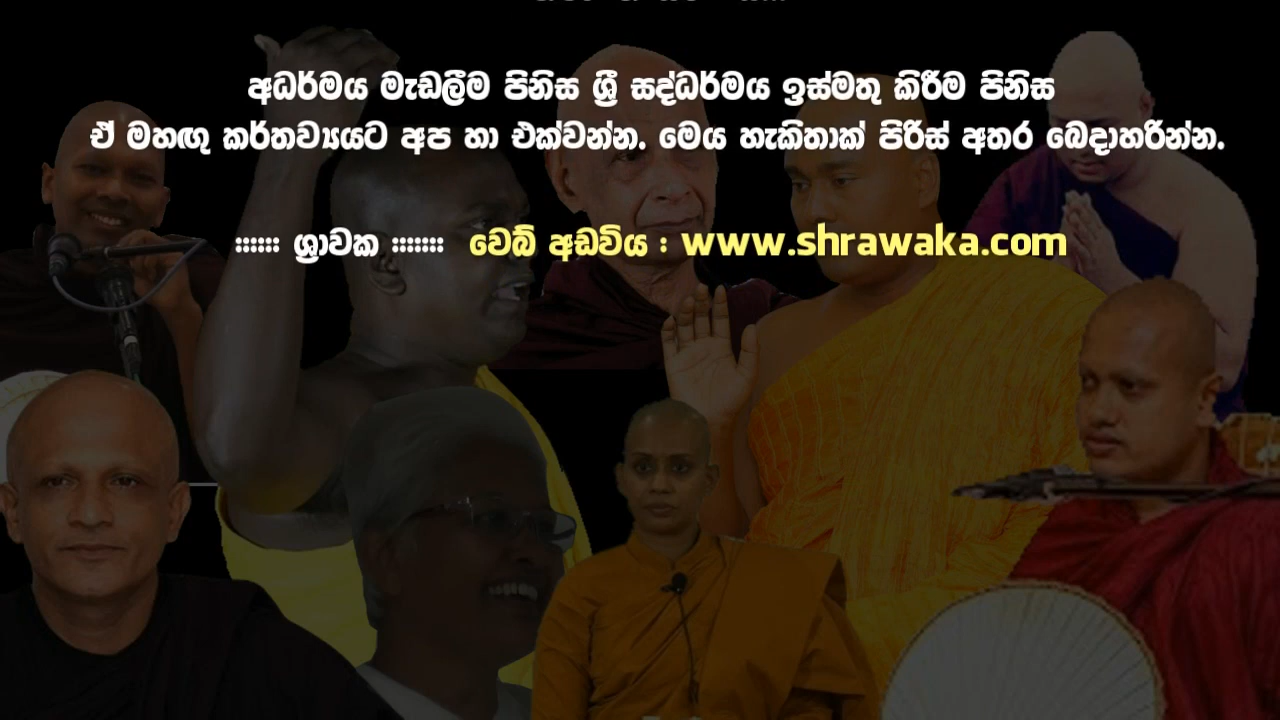 අධර්මය මැඩලීම පිනිස ශ්‍රී සද්ධර්මය ඉස්මතු කිරීම පිනිස
ඒ මහඟු කර්තව්‍යයට අප හා එක්වන්න. මෙය හැකිතාක් පිරිස් අතර බෙදාහරින්න.
:::::: ශ්‍රාවක ::::::: වෙබ් අඩවිය : www.shrawaka.com